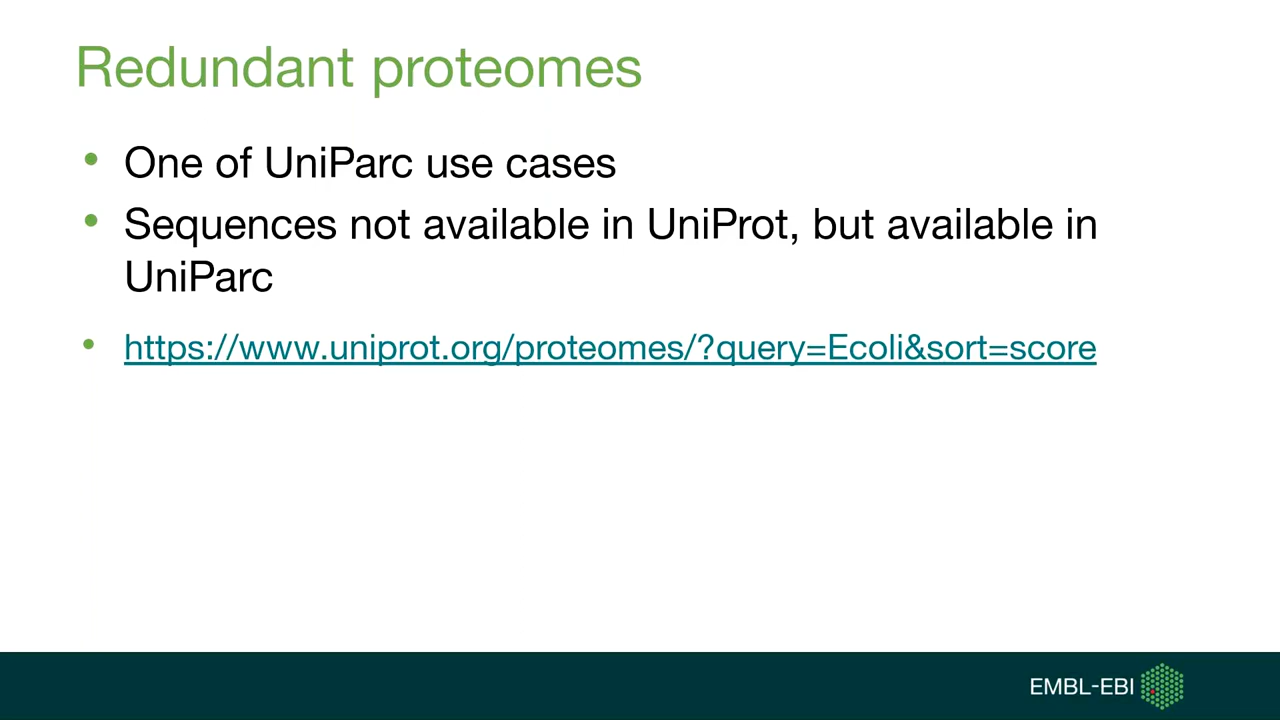 Redundant proteomes
• One of UniParc use cases
• Sequences not available in UniProt, but available in
UniParc
• https://www.uniprot.org/proteomes/?query=Ecoli&sort=score
EMBL-EBI